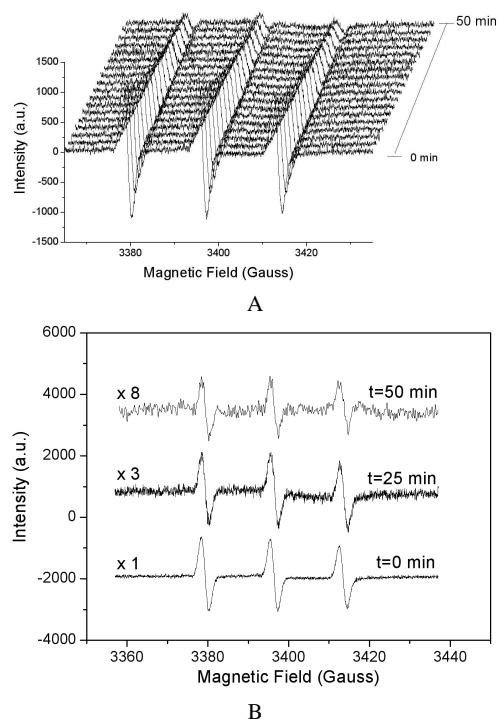 50 min
1500
1000
500
0
-500
-1000
-1500
0 min
Intensity (a.u.)
3380 3400 3420
Magnetic Field (Gauss)
A
6000
4000
2000
0
-2000
-4000
Intensity (a.u.)
x 8 t=50 min
x 3 t=25 min
x 1 t=0 min
3360 3380 3400 3420 3440
Magnetic Field (Gauss)
B